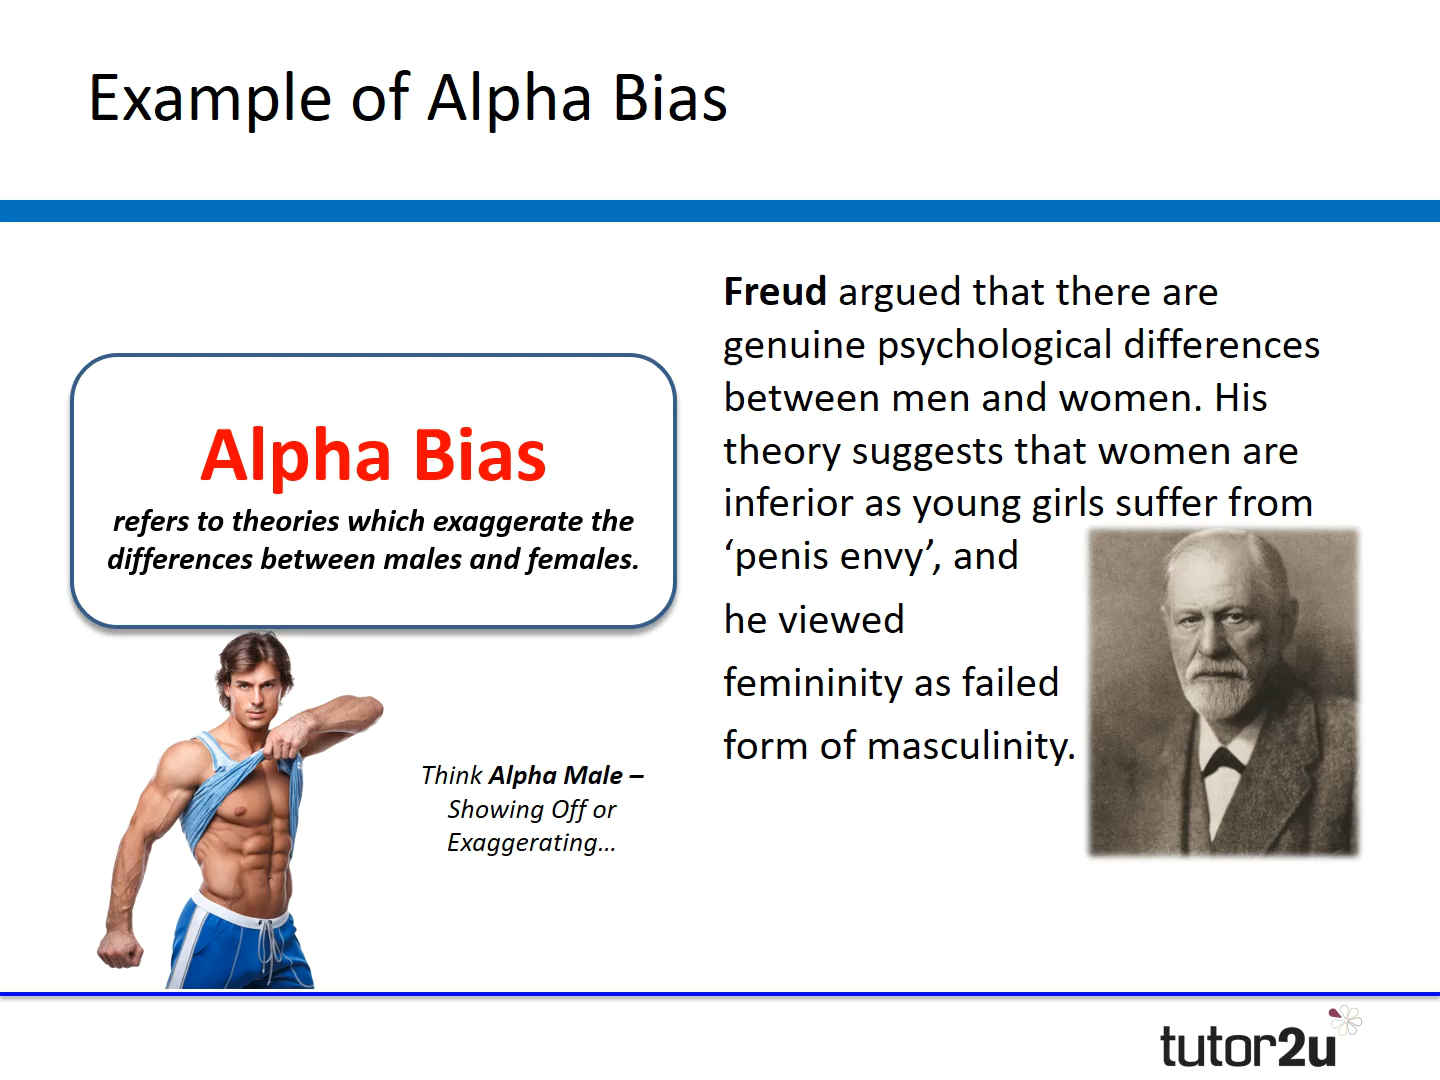 Example of Alpha Bias
Alpha Bias
refers to theories which exaggerate the
differences between males and females.
Think Alpha Male –
Showing Off or
Exaggerating...
Freud argued that there are
genuine psychological differences
between men and women. His
theory suggests that women are
inferior as young girls suffer from
‘penis envy’, and
he viewed
femininity as failed
form of masculinity.
tutor2u